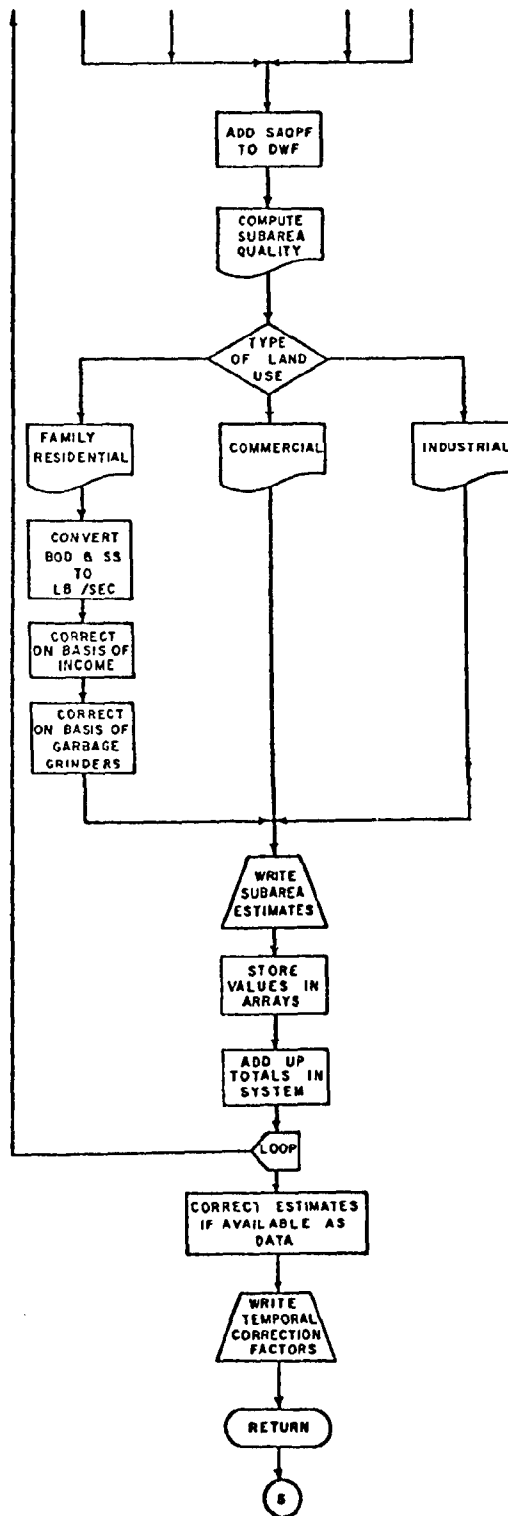 ADD SAQPF
TO DWF
COMPUTE
SUBAREA
QUALITY
TYPE
OF LAND
USE
FAMILY
RESIDENTIAL
COMMERCIAL
INDUSTRIAL
CONVERT
BOD & SS
TO
LB /SEC
CORRECT
ON BASIS OF
INCOME
CORRECT
ON BASIS OF
GARBAGE
GRINDERS
WRITE
SUBAREA
ESTIMATES
STORE
VALUES IN
ARRAYS
ADD UP
TOTALS IN
SYSTEM
LOOP
CORRECT ESTIMATES
IF AVAILABLE AS
DATA
WRITE
TEMPORAL
CORRECTION
FACTORS
RETURN